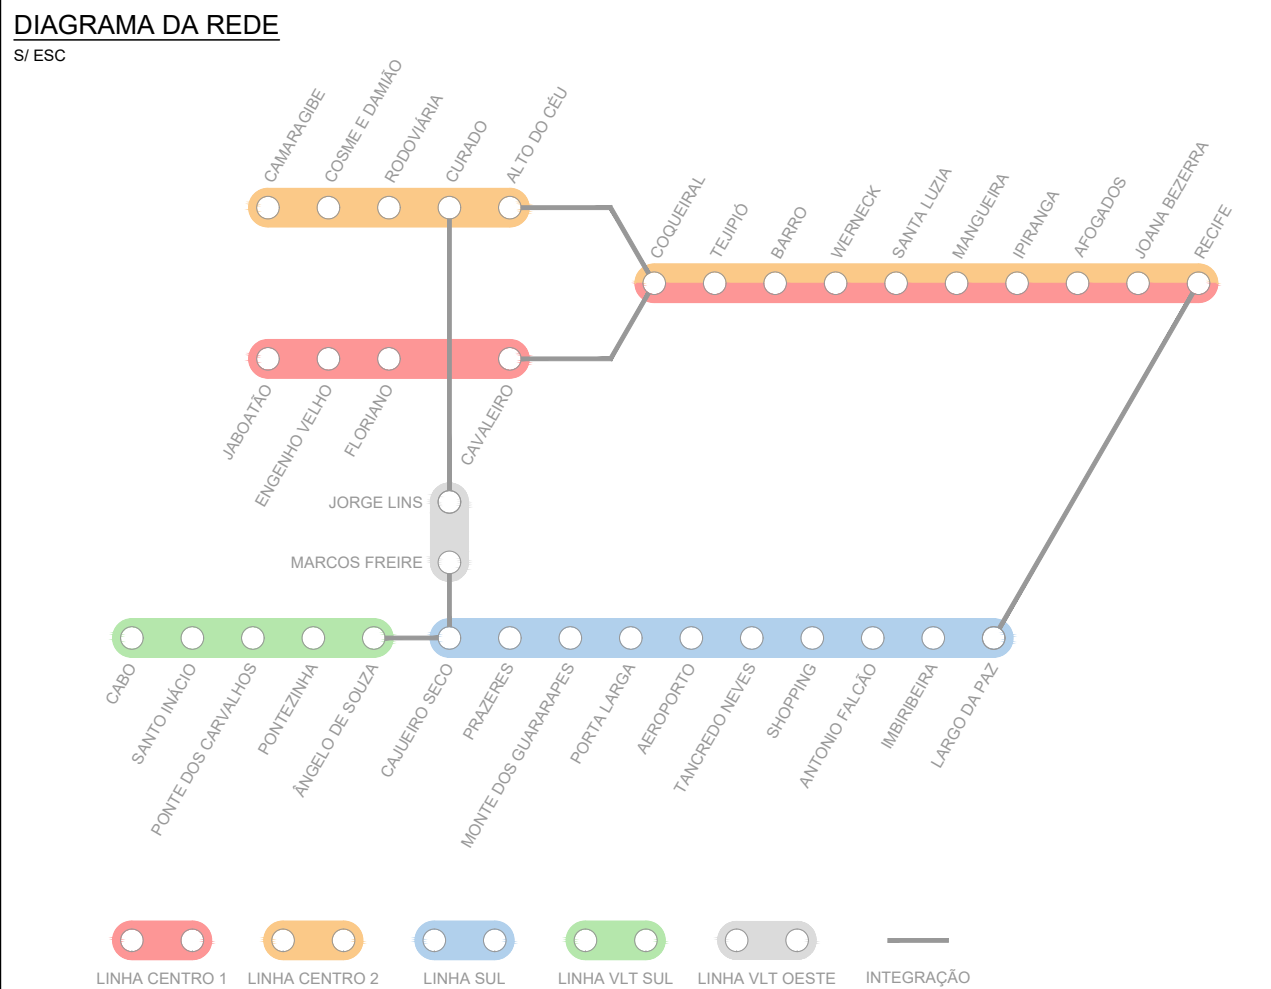 DIAGRAMA DA REDE
S/ ESC
CAMARAGIBE
COSME E DAMIÃO
RODOVIÁRIA
CURADO
ALTO DO CÉU
COQUEIRAL
TEJIPIÓ
BARRO
WERNECK
SANTA LUZIA
MANGUEIRA
IPIRANGA
AFOGADOS
JOANA BEZERRA
RECIFE
JABOATÃO
ENGENHO VELHO
FLORIANO
CAVALEIRO
JORGE LINS
MARCOS FREIRE
CABO
SANTO INÁCIO
PONTE DOS CARVALHOS
PONTEZINHA
ÂNGELO DE SOUZA
CAJUEIRO SECO
PRAZERES
MONTE DOS GUARARAPES
PORTA LARGA
AEROPORTO
TANCREDO NEVES
SHOPPING
ANTONIO FALCÃO
IMBIRIBEIRA
LARGO DA PAZ
LINHA CENTRO 1
LINHA CENTRO 2
LINHA SUL
LINHA VLT SUL
LINHA VLT OESTE
INTEGRAÇÃO